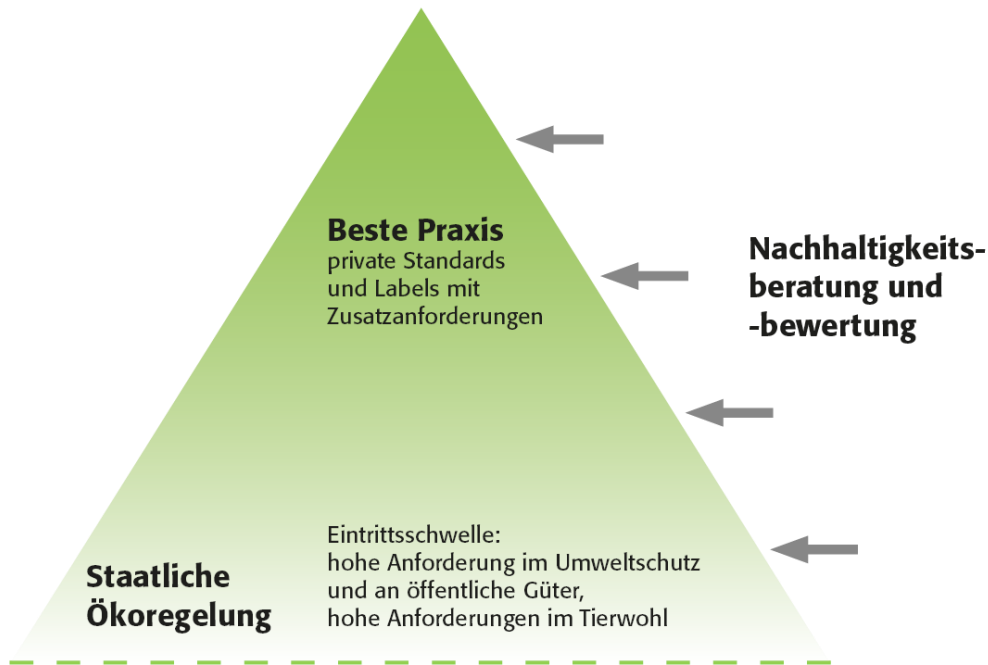 Beste Praxis
private Standards
und Labels mit
Zusatzanforderungen
Nachhaltigkeits-
beratung und
-bewertung
Staatliche
Ökoregelung
Eintrittsschwelle:
hohe Anforderung im Umweltschutz
und an öffentliche Güter,
hohe Anforderungen im Tierwohl